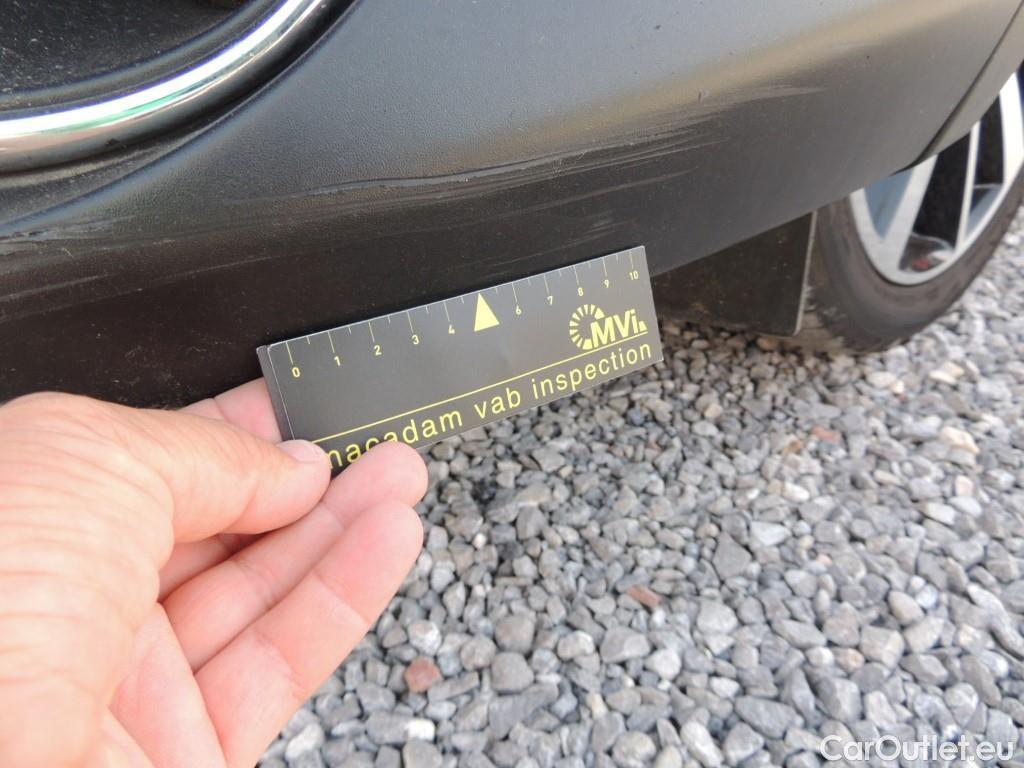 0 1 2 3 4 6 7 8 9 10
MVi
macadam vab inspection
CarOutlet.eu